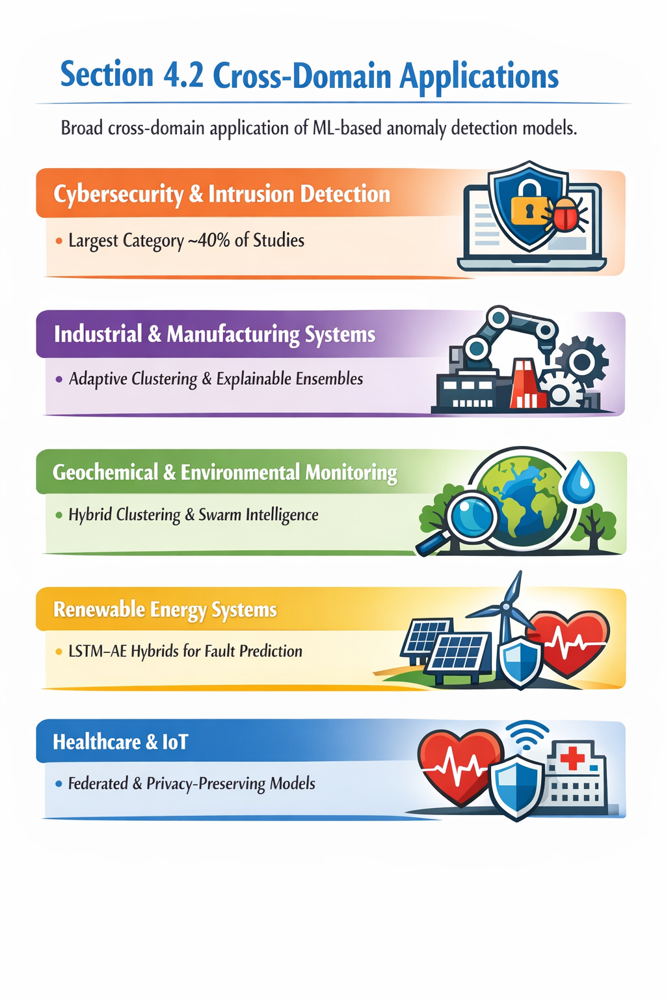 Section 4.2 Cross-Domain Applications
Broad cross-domain application of ML-based anomaly detection models.
Cybersecurity & Intrusion Detection
• Largest Category ~40% of Studies
Industrial & Manufacturing Systems
• Adaptive Clustering & Explainable Ensembles
Geochemical & Environmental Monitoring
• Hybrid Clustering & Swarm Intelligence
Renewable Energy Systems
• LSTM–AE Hybrids for Fault Prediction
Healthcare & IoT
• Federated & Privacy-Preserving Models